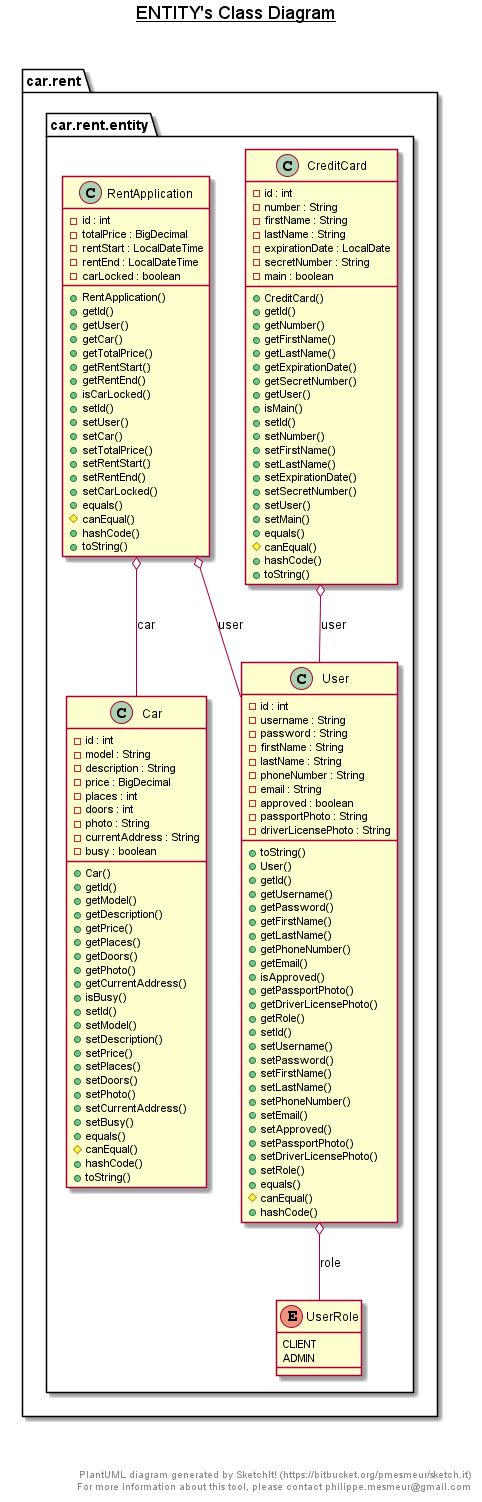 ENTITY's Class Diagram
car.rent
car.rent.entity
C RentApplication
id : int
totalPrice : BigDecimal
rentStart : LocalDateTime
rentEnd : LocalDateTime
carLocked : boolean
RentApplication()
getId()
getUser()
getCar()
getTotalPrice()
getRentStart()
getRentEnd()
isCarLocked()
setId()
setUser()
setCar()
setTotalPrice()
setRentStart()
setRentEnd()
setCarLocked()
equals()
canEqual()
hashCode()
toString()
C CreditCard
id : int
number : String
firstName : String
lastName : String
expirationDate : LocalDate
secretNumber : String
main : boolean
CreditCard()
getId()
getNumber()
getFirstName()
getLastName()
getExpirationDate()
getSecretNumber()
getUser()
isMain()
setId()
setNumber()
setFirstName()
setLastName()
setExpirationDate()
setSecretNumber()
setUser()
setMain()
equals()
canEqual()
hashCode()
toString()
car
user
user
C Car
id : int
model : String
description : String
price : BigDecimal
places : int
doors : int
photo : String
currentAddress : String
busy : boolean
Car()
getId()
getModel()
getDescription()
getPrice()
getPlaces()
getDoors()
getPhoto()
getCurrentAddress()
isBusy()
setId()
setModel()
setDescription()
setPrice()
setPlaces()
setDoors()
setPhoto()
setCurrentAddress()
setBusy()
equals()
canEqual()
hashCode()
toString()
C User
id : int
username : String
password : String
firstName : String
lastName : String
phoneNumber : String
email : String
approved : boolean
passportPhoto : String
driverLicensePhoto : String
toString()
User()
getId()
getUsername()
getPassword()
getFirstName()
getLastName()
getPhoneNumber()
getEmail()
isApproved()
getPassportPhoto()
getDriverLicensePhoto()
getRole()
setId()
setUsername()
setPassword()
setFirstName()
setLastName()
setPhoneNumber()
setEmail()
setApproved()
setPassportPhoto()
setDriverLicensePhoto()
setRole()
equals()
canEqual()
hashCode()
role
E UserRole
CLIENT
ADMIN
PlantUML diagram generated by SketchIt! (https://bitbucket.org/pmesmeur/sketch.it)
For more information about this tool, please contact philippe.mesmeur@gmail.com